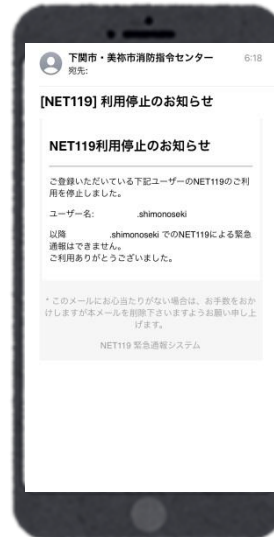 下関市・美祢市消防指令センター 6:18
宛先:
[NET119] 利用停止のお知らせ
NET119利用停止のお知らせ
ご登録いただいている下記ユーザーのNET119のご利
用を停止しました。
ユーザー名: .shimonoseki
以降 .shimonoseki でのNET119による緊急
通報はできません。
ご利用ありがとうございました。
* このメールにお心当たりがない場合は、お手数をおか
けしますが本メールを削除下さいますようお願い申し上
げます。
NET119 緊急通報システム